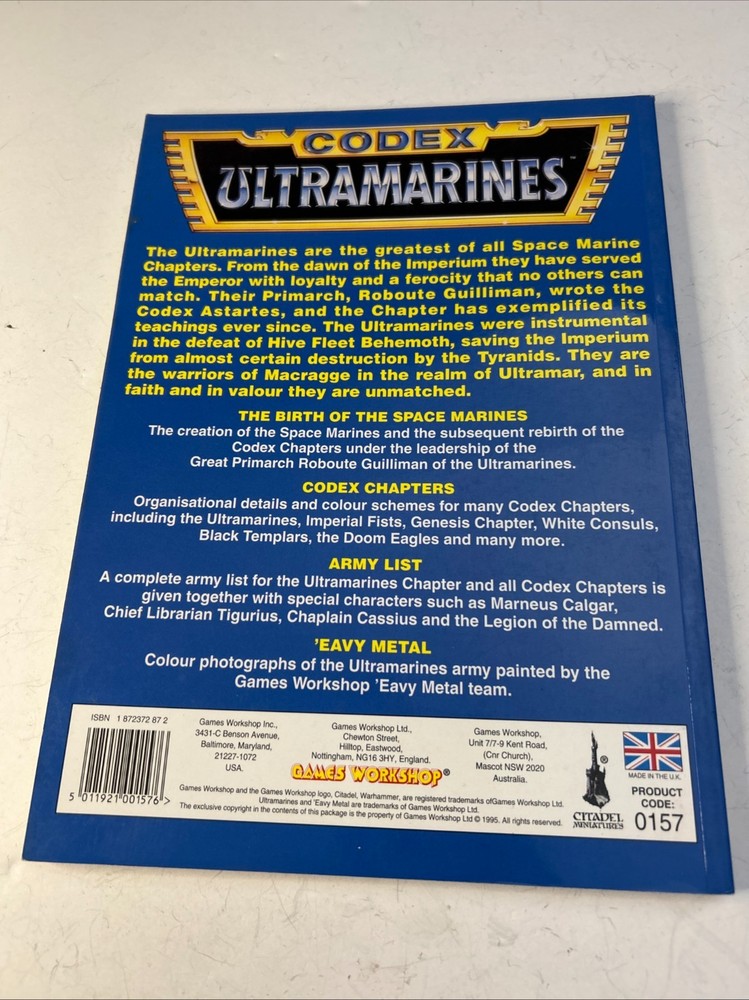 CODEX
ULTRAMARINES™
The Ultramarines are the greatest of all Space Marine
Chapters. From the dawn of the Imperium they have served
the Emperor with loyalty and a ferocity that no others can
match. Their Primarch, Roboute Guilliman, wrote the
Codex Astartes, and the Chapter has exemplified its
teachings ever since. The Ultramarines were instrumental
in the defeat of Hive Fleet Behemoth, saving the Imperium
from almost certain destruction by the Tyranids. They are
the warriors of Macragge in the realm of Ultramar, and in
faith and in valour they are unmatched.
THE BIRTH OF THE SPACE MARINES
The creation of the Space Marines and the subsequent rebirth of the
Codex Chapters under the leadership of the
Great Primarch Roboute Guilliman of the Ultramarines.
CODEX CHAPTERS
Organisational details and colour schemes for many Codex Chapters,
including the Ultramarines, Imperial Fists, Genesis Chapter, White Consuls,
Black Templars, the Doom Eagles and many more.
ARMY LIST
A complete army list for the Ultramarines Chapter and all Codex Chapters is
given together with special characters such as Marneus Calgar,
Chief Librarian Tigurius, Chaplain Cassius and the Legion of the Damned.
'EAVY METAL
Colour photographs of the Ultramarines army painted by the
Games Workshop 'Eavy Metal team.
ISBN 1 872372 87 2
5 011921 001576 >
Games Workshop Inc.,
3431-C Benson Avenue,
Baltimore, Maryland,
21227-1072
USA.
Games Workshop Ltd.,
Chewton Street,
Hilltop, Eastwood,
Nottingham, NG16 3HY, England.
GAMES WORKSHOP®
Games Workshop,
Unit 7/7-9 Kent Road,
(Cnr Church),
Mascot NSW 2020
Australia.
Games Workshop and the Games Workshop logo, Citadel, Warhammer, are registered trademarks ofGames Workshop Ltd.
Ultramarines and 'Eavy Metal are trademarks of Games Workshop Ltd.
The exclusive copyright in the contents of this package is the property of Games Workshop Ltd © 1995. All rights reserved.
®
CITADEL
MINIATURES
MADE IN THE U.K.
PRODUCT
CODE:
0157